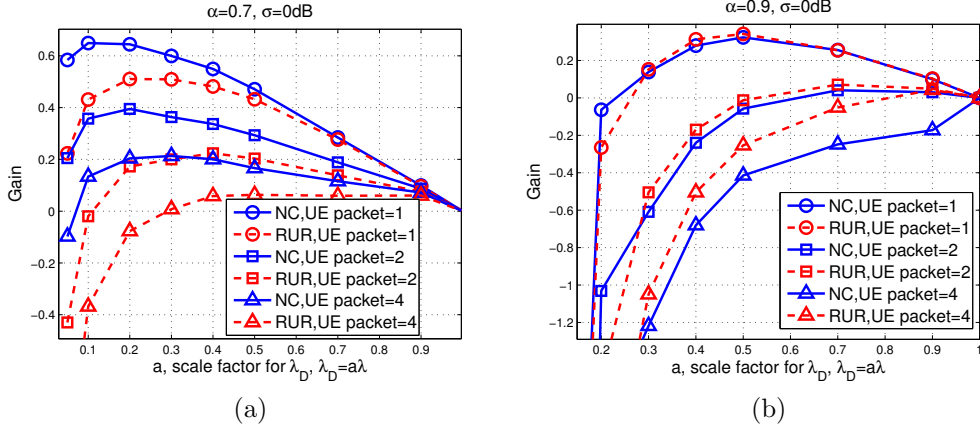 α=0.7, σ=0dB
0.6
0.4
0.2
0
-0.2
-0.4
Gain
0.1 0.2 0.3 0.4 0.5 0.6 0.7 0.8 0.9
a, scale factor for λD, λD=aλ
NC,UE packet=1
RUR,UE packet=1
NC,UE packet=2
RUR,UE packet=2
NC,UE packet=4
RUR,UE packet=4
(a)
α=0.9, σ=0dB
0.2
0
-0.2
-0.4
-0.6
-0.8
-1
-1.2
Gain
0.2 0.3 0.4 0.5 0.6 0.7 0.8 0.9 1
a, scale factor for λD, λD=aλ
NC,UE packet=1
RUR,UE packet=1
NC,UE packet=2
RUR,UE packet=2
NC,UE packet=4
RUR,UE packet=4
(b)